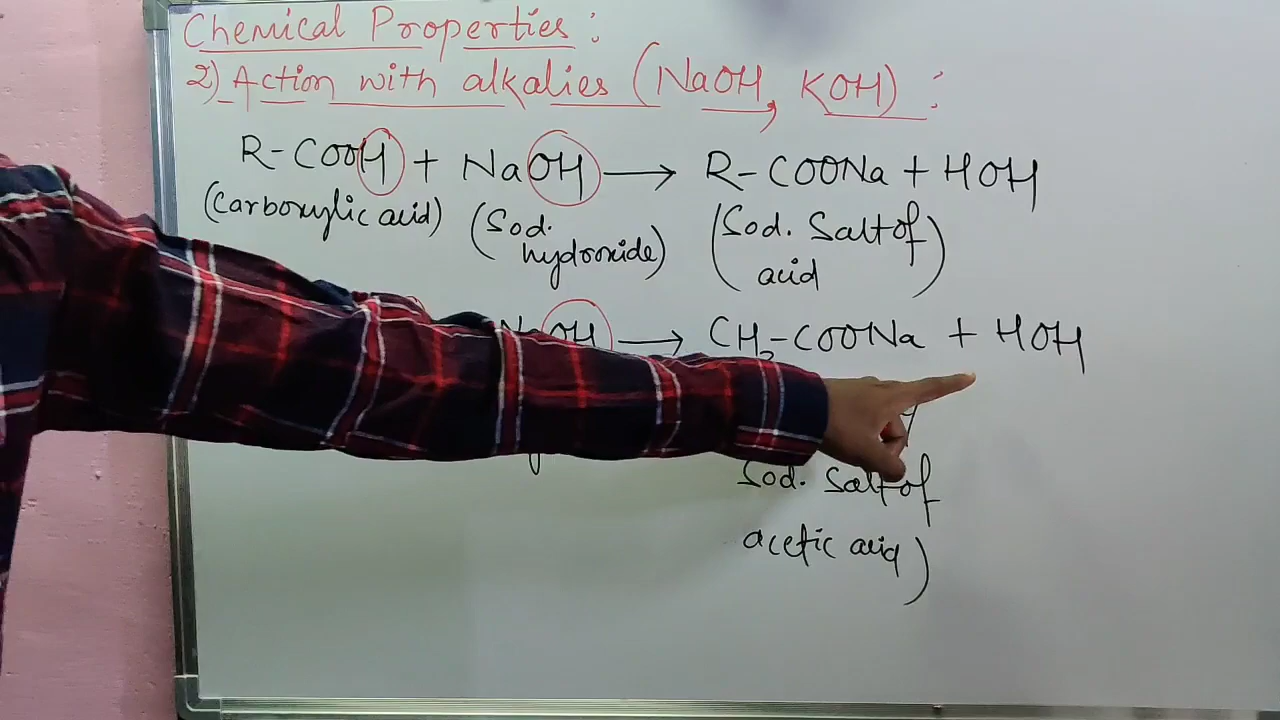 Chemical Properties :
2) Action with alkalies (NaOH, KOH) :
R-COOH + NaOH → R-COONa + HOH
(Carboxylic acid) (Sod. hydroxide) (Sod. Salt of acid)
OH → CH3-COONa + HOH
Sod. Salt of
acetic acid)